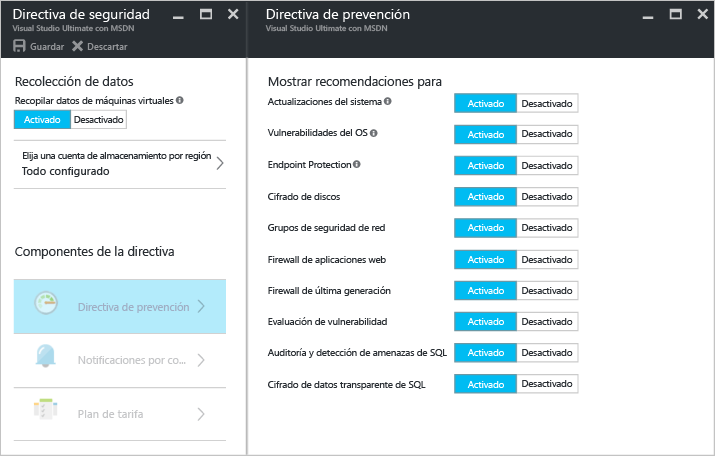 Directiva de seguridad
Visual Studio Ultimate con MSDN
Guardar Descartar
Recolección de datos
Recopilar datos de máquinas virtuales
Activado Desactivado
Elija una cuenta de almacenamiento por región
Todo configurado
Componentes de la directiva
Directiva de prevención
Notificaciones por co...
Plan de tarifa
Directiva de prevención
Visual Studio Ultimate con MSDN
Mostrar recomendaciones para
Actualizaciones del sistema Activado Desactivado
Vulnerabilidades del OS Activado Desactivado
Endpoint Protection Activado Desactivado
Cifrado de discos Activado Desactivado
Grupos de seguridad de red Activado Desactivado
Firewall de aplicaciones web Activado Desactivado
Firewall de última generación Activado Desactivado
Evaluación de vulnerabilidad Activado Desactivado
Auditoría y detección de amenazas de SQL Activado Desactivado
Cifrado de datos transparente de SQL Activado Desactivado